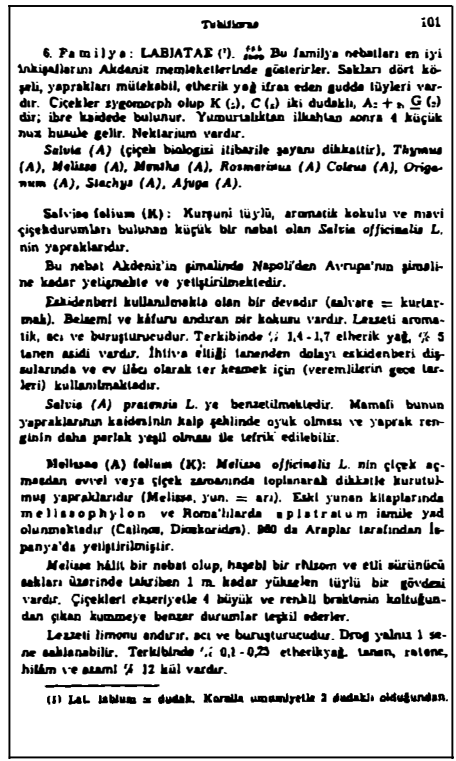 Tubiflorae 101
6. Familya: LABIATAE (¹). Bu familya nebatları en iyi
inkişaflarını Akdeniz memleketlerinde gösterirler. Sakları dört kö-
şeli, yaprakları mütekabil, etherik yağ ifraz eden gudde tüyleri var-
dır. Çiçekler zygomorph olup K (5), C (5) iki dudaklı, A2 + 2, G (2)
dir; ibre kaidede bulunur. Yumurtalıktan ilkahtan sonra 4 küçük
nux husule gelir. Nektarium vardır.
Salvia (A) (çiçek biologisi itibarile şayanı dikkattir), Thymus
(A), Melissa (A), Mentha (A), Rosmarinus (A) Coleus (A), Origa-
num (A), Stachys (A), Ajuga (A).
Salviae folium (K): Kurşuni tüylü, aromatik kokulu ve mavi
çiçekdurumları bulunan küçük bir nebat olan Salvia officinalis L.
nin yapraklarıdır.
Bu nebat Akdeniz'in şimalinde Napoli'den Avrupa'nın şimali-
ne kadar yetişmekte ve yetiştirilmektedir.
Eskidenberi kullanılmakta olan bir devadır (salvare = kurtar-
mak). Belsemi ve kâfuru andırır bir kokusu vardır. Lezzeti aroma-
tik, acı ve buruşturucudur. Terkibinde % 1,4-1,7 etherik yağ, % 5
tanen asidi vardır. İhtiva ettiği tanenden dolayı eskidenberi diş
sularında ve ev ilâcı olarak ter kesmek için (veremlilerin gece ter-
leri) kullanılmaktadır.
Salvia (A) pratensis L. ye benzetilmektedir. Mamafi bunun
yapraklarının kaidesinin kalp şeklinde oyuk olması ve yaprak ren-
ginin daha parlak yeşil olması ile tefrik edilebilir.
Melissae (A) folium (K): Melissa officinalis L. nin çiçek aç-
masdan evvel veya çiçek zamanında toplanarak dikkatle kurutul-
muş yapraklarıdır (Melissa, yun. = arı). Eski yunan kitaplarında
melissophylon ve Roma'lılarda apiatratum ismile yad
olunmaktadır (Calinos, Dioskorides). 960 da Araplar tarafından İs-
panya'da yetiştirilmiştir.
Melissa hâlit bir nebat olup, haşebî bir rhizom ve etli sürünücü
sakları üzerinde takriben 1 m. kadar yükselen tüylü bir gövdesi
vardır. Çiçekleri ekseriyetle 4 büyük ve renkli braktenin koltuğun-
dan çıkan kummeye benzer durumlar teşkil ederler.
Lezzeti limonu andırır, acı ve buruşturucudur. Drog yalnız 1 se-
ne saklanabilir. Terkibinde % 0,1-0,25 etherikyağ, tanen, ratene,
hilâm ve azami % 12 kül vardır.
(1) Lat. labium = dudak. Korolla umumiyetle 2 dudaklı olduğundan.